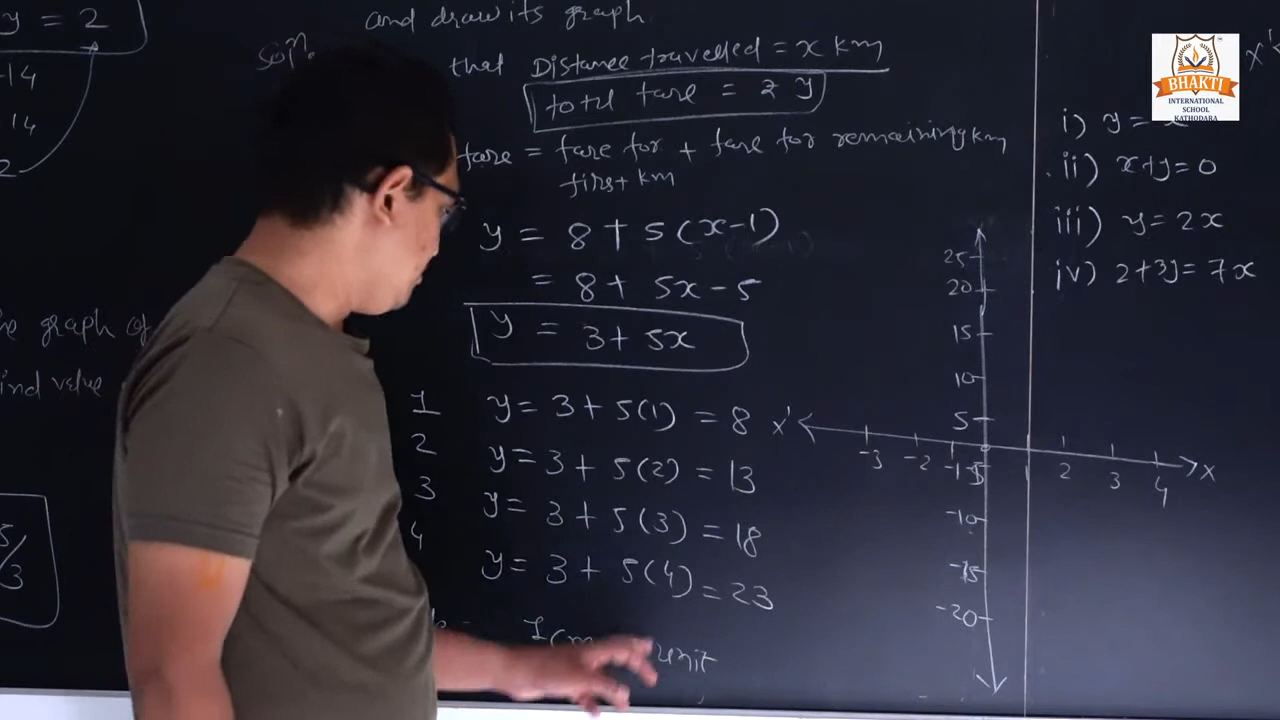 y = 2
-14
14
2
he graph of
ind value
5/3
and draw its graph
Soln.
that Distance travelled = x km
total fare = ₹ y
fare = fare for + fare for remaining km
first km
y = 8 + 5(x-1)
= 8 + 5x - 5
y = 3 + 5x
1 y = 3 + 5(1) = 8
2 y = 3 + 5(2) = 13
3 y = 3 + 5(3) = 18
4 y = 3 + 5(4) = 23
1cm unit
25
20
15
10
5
X' -3 -2 -1 1 2 3 4 X
-5
-10
-15
-20
X'
i) y = x
ii) x+y=0
iii) y = 2x
iv) 2+3y = 7x
BHAKTI
INTERNATIONAL
SCHOOL
KATHODARA